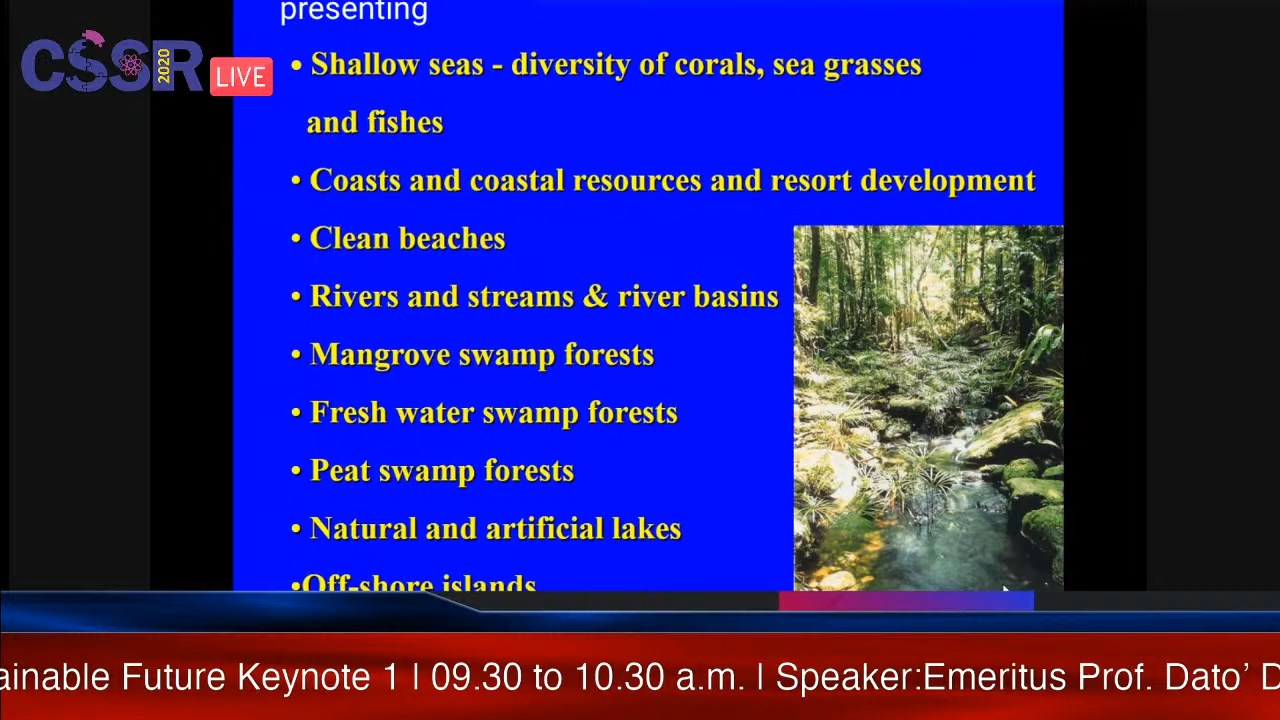 presenting
CSSR
2020
LIVE
• Shallow seas - diversity of corals, sea grasses
and fishes
• Coasts and coastal resources and resort development
• Clean beaches
• Rivers and streams & river basins
• Mangrove swamp forests
• Fresh water swamp forests
• Peat swamp forests
• Natural and artificial lakes
•Off-shore islands
ainable Future Keynote 1 | 09.30 to 10.30 a.m. | Speaker:Emeritus Prof. Dato’ D